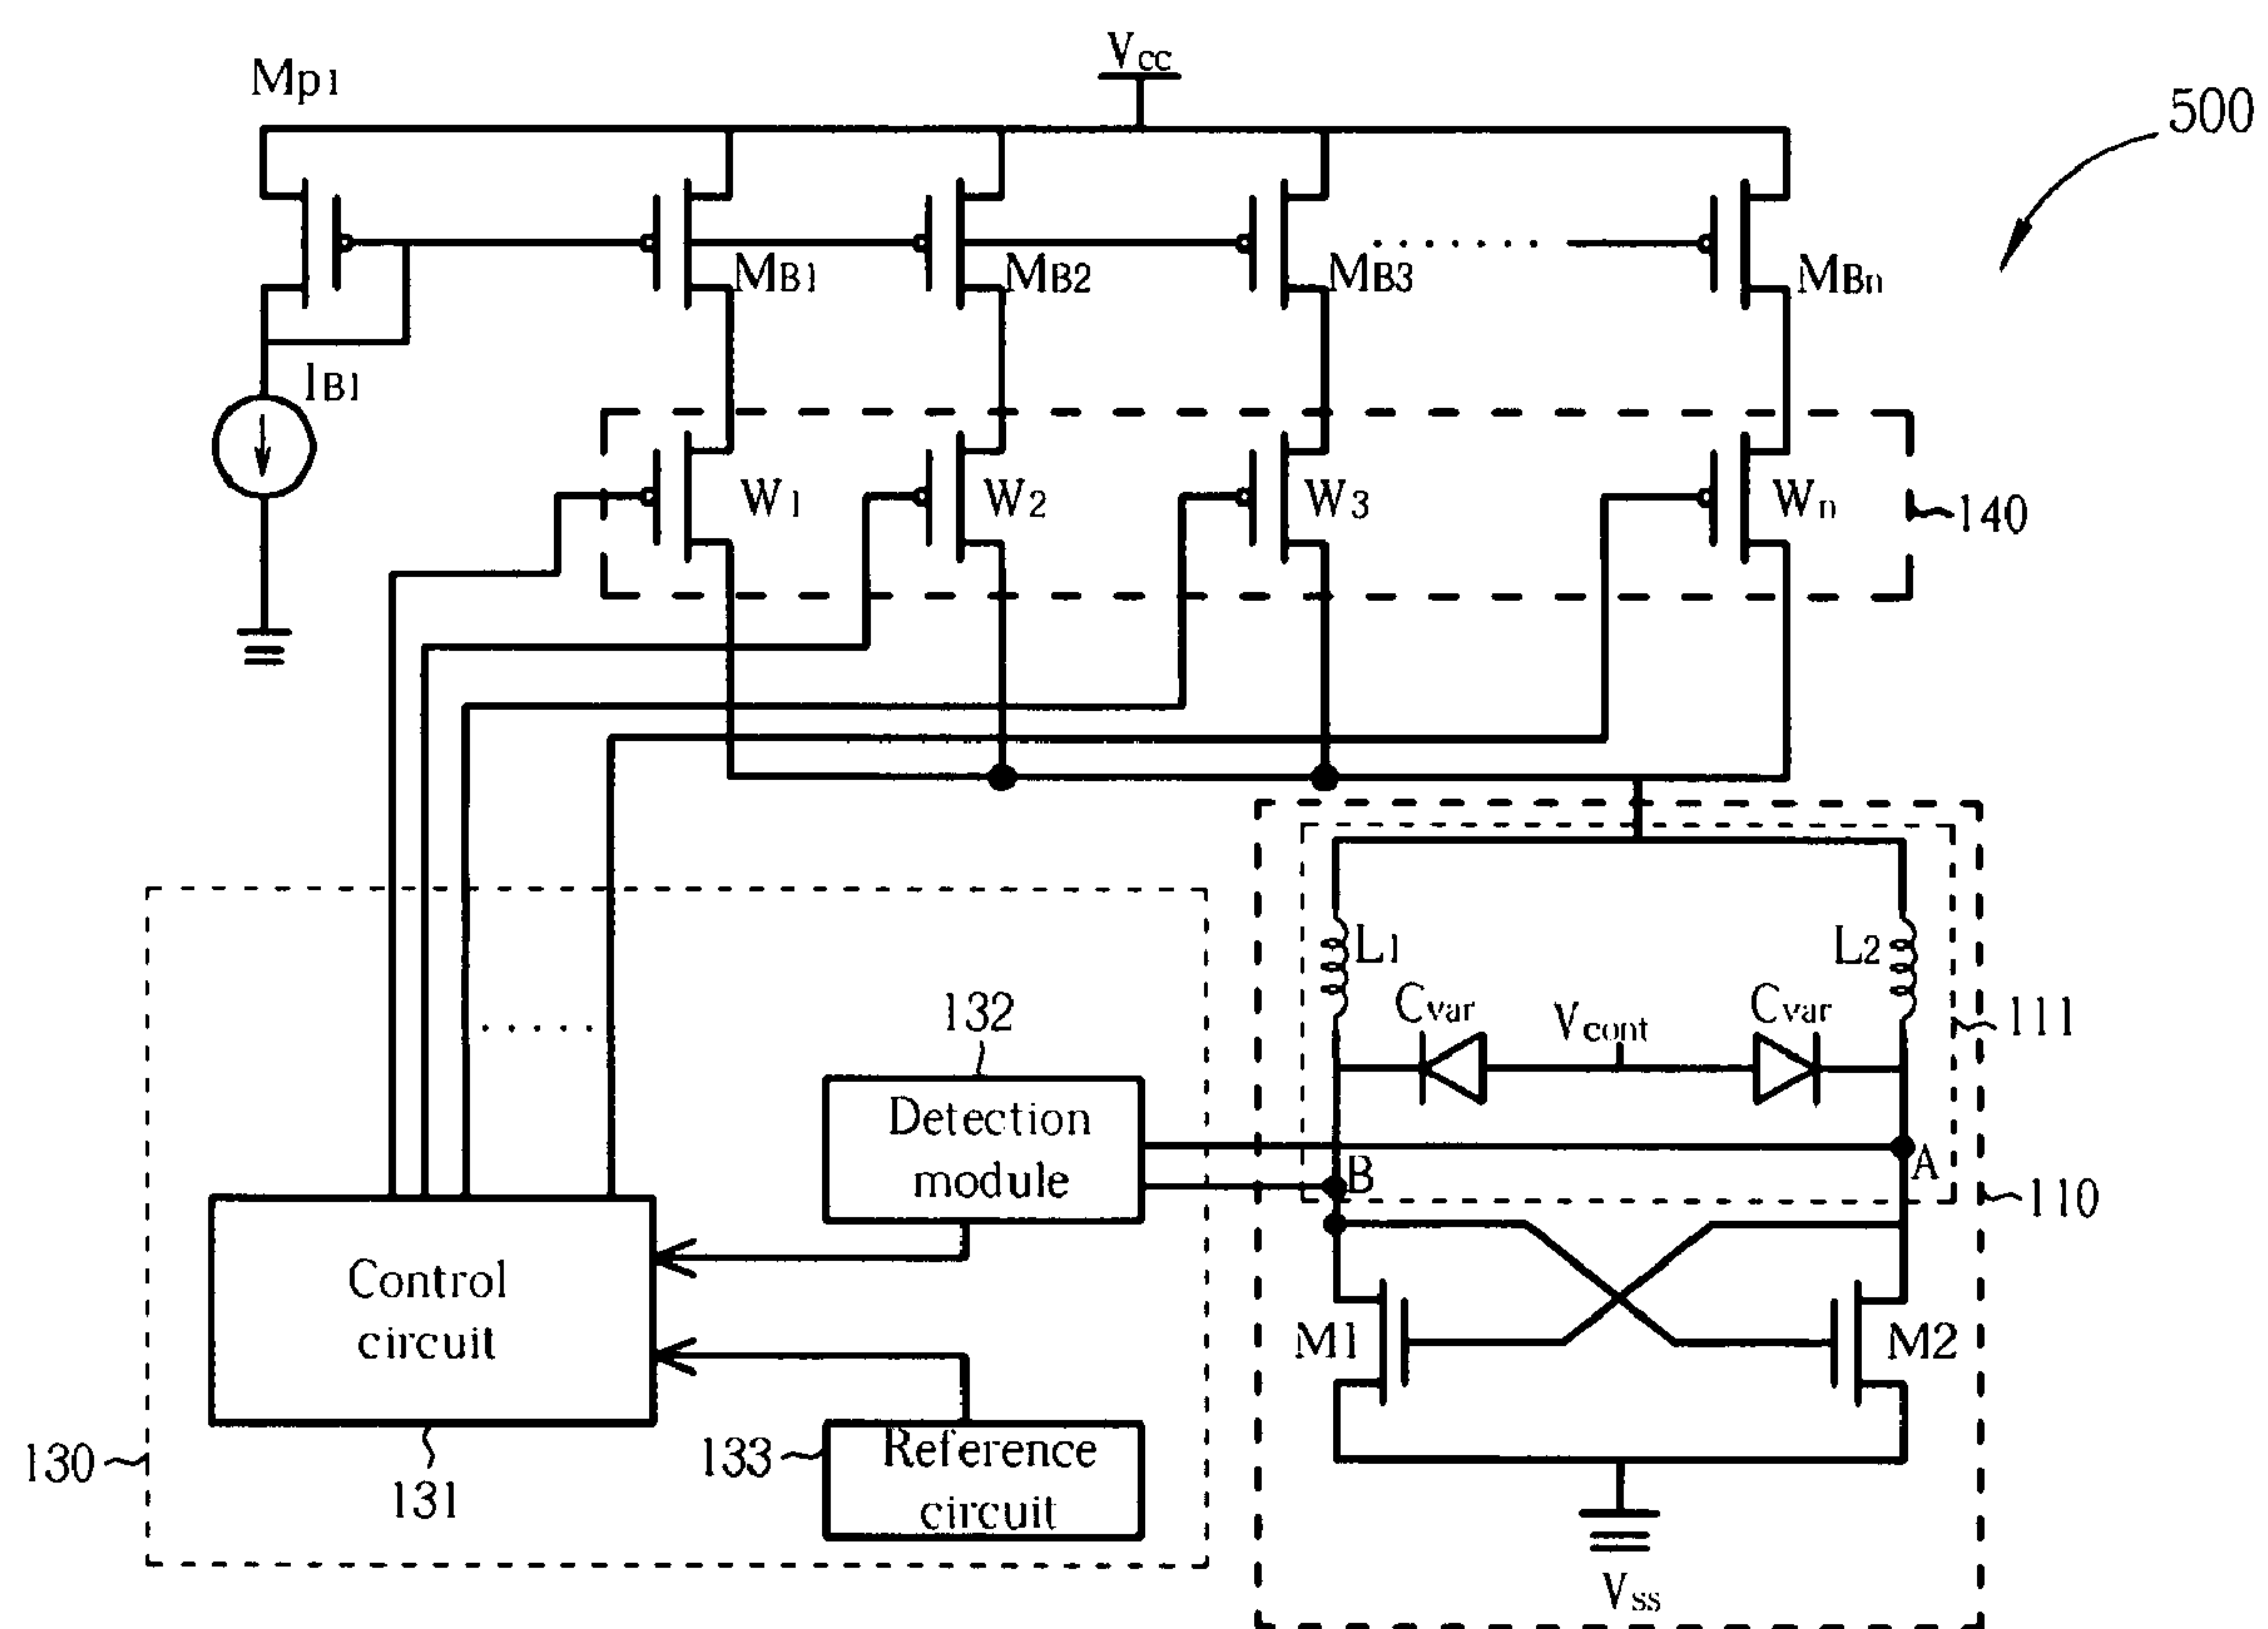 Vcc
Mp1
500
MB1
MB2
MB3
MBn
IB1
W1
W2
W3
Wn
140
L1
L2
Cvar
Vcont
Cvar
111
132
Detection
module
B
A
110
Control
circuit
M1
M2
133
Reference
circuit
130
131
Vss